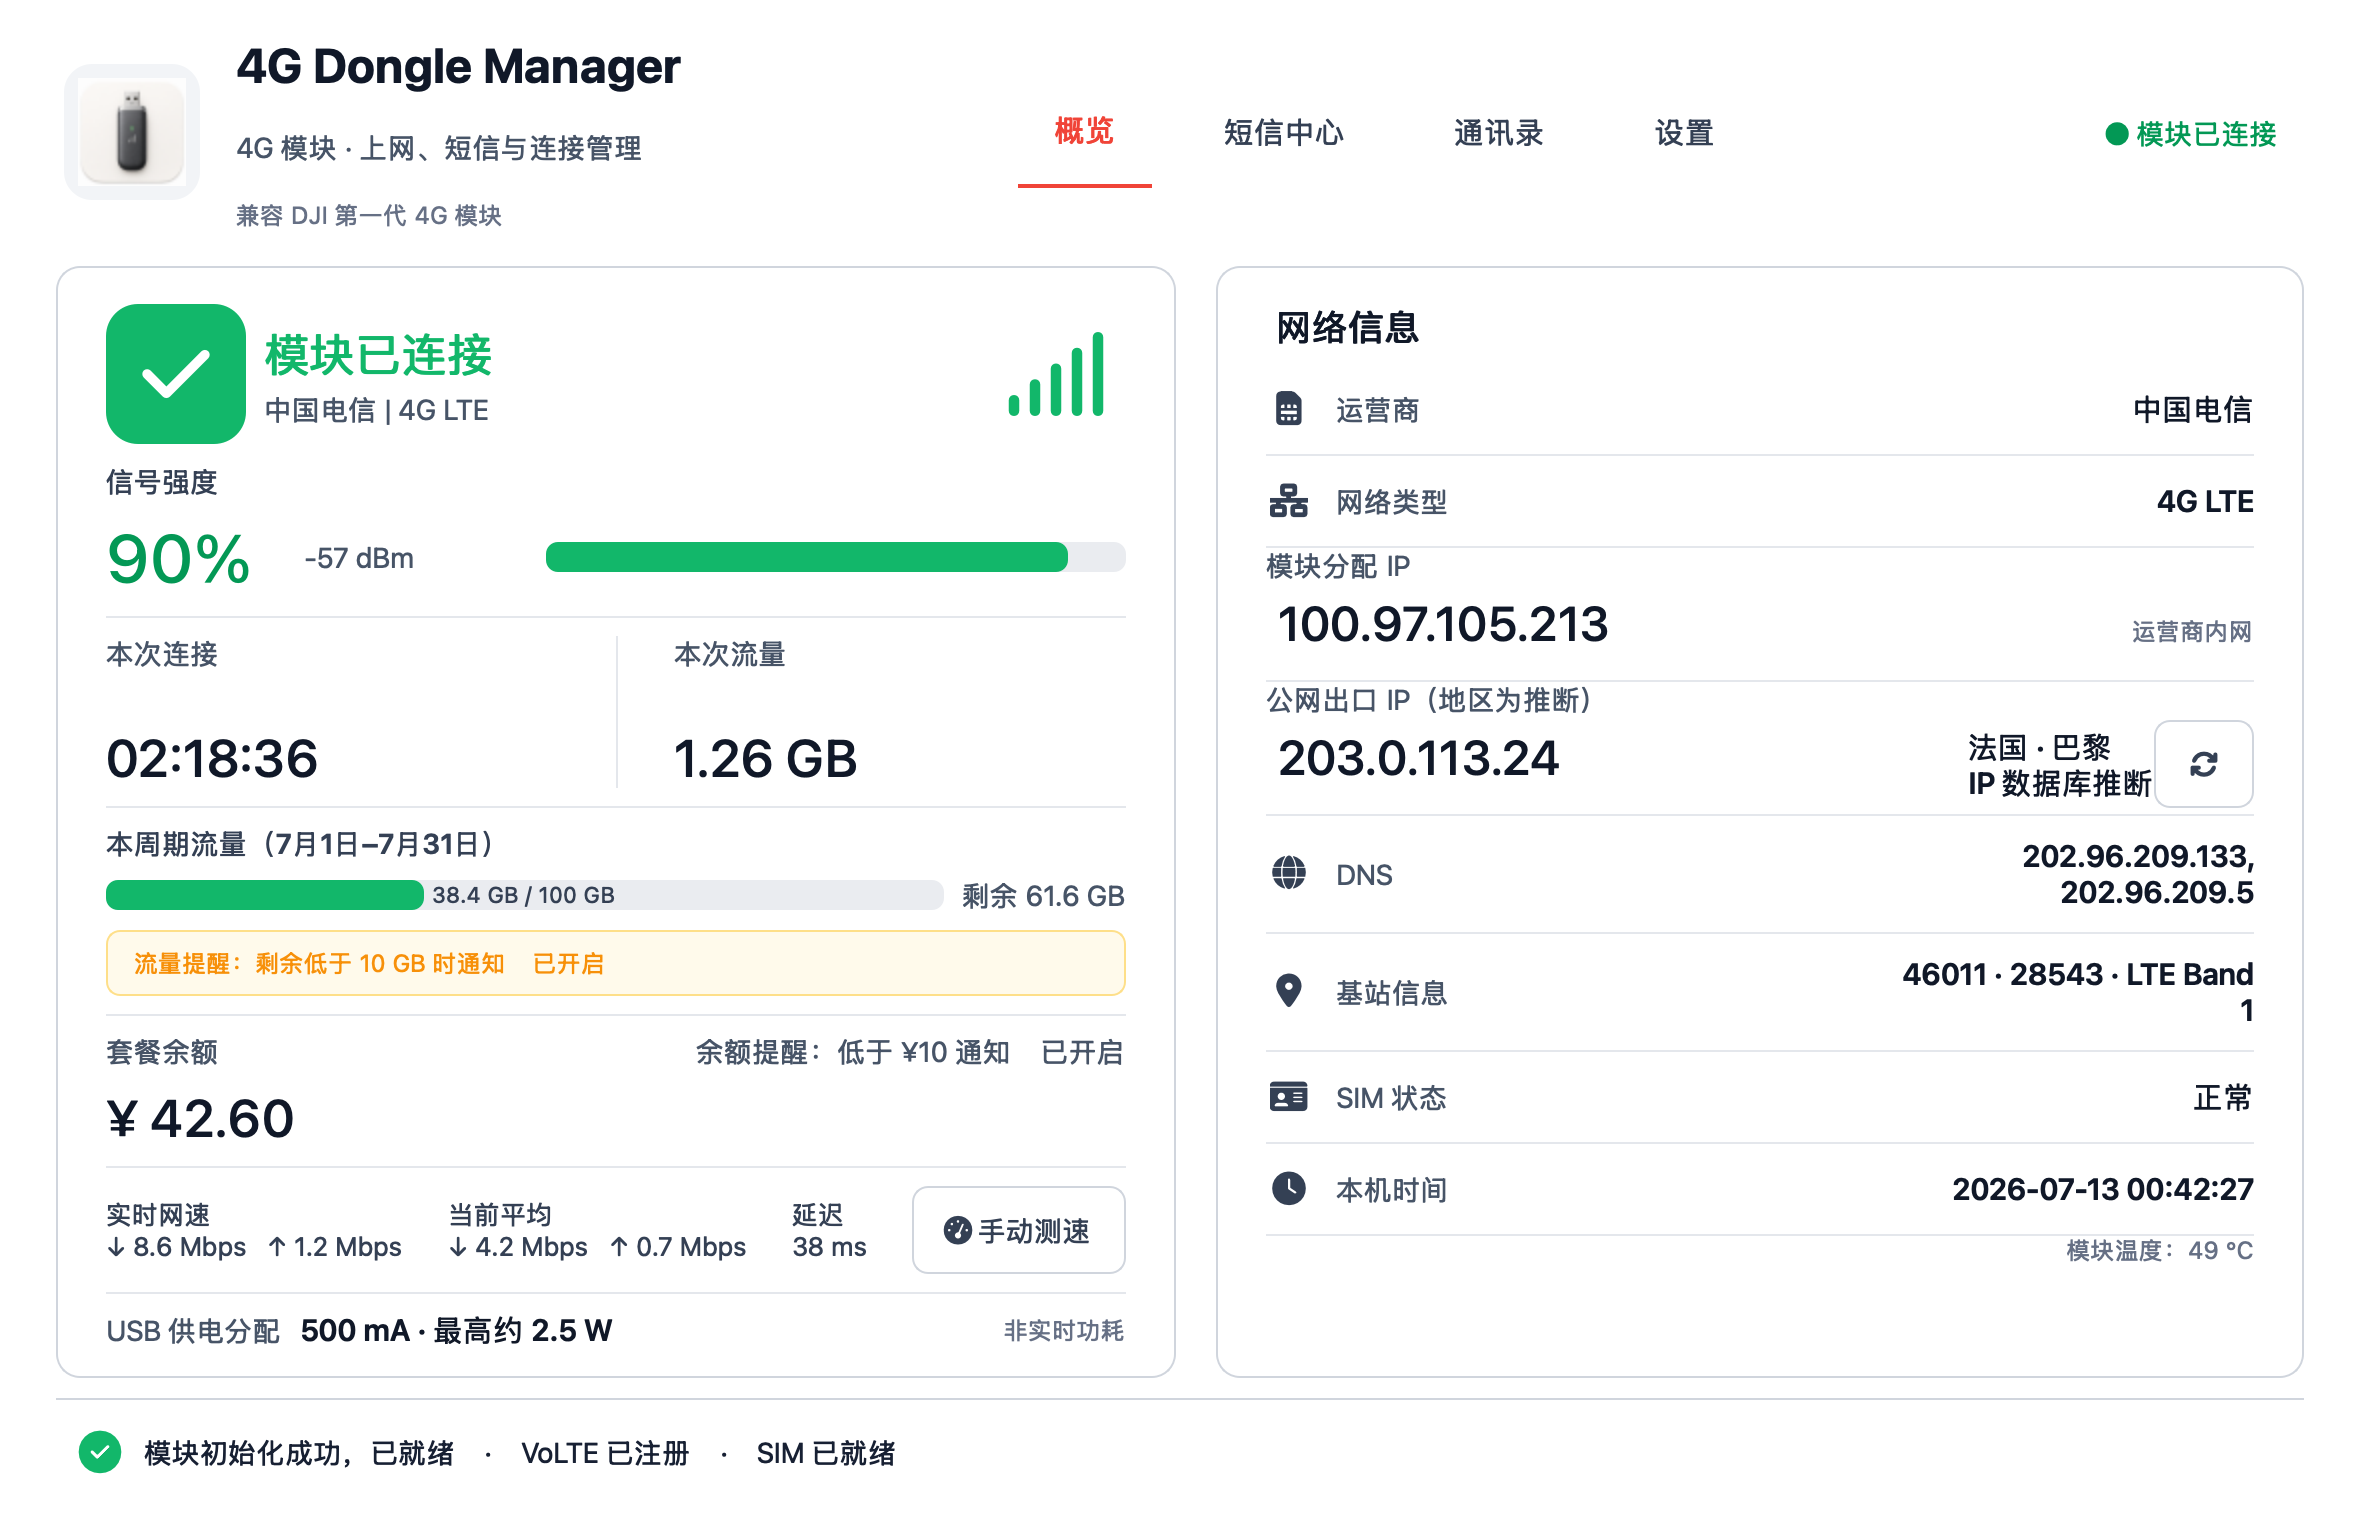 4G Dongle Manager
4G 模块 · 上网、短信与连接管理
兼容 DJI 第一代 4G 模块
概览
短信中心
通讯录
设置
模块已连接
模块已连接
中国电信 | 4G LTE
信号强度
90%
-57 dBm
本次连接
02:18:36
本次流量
1.26 GB
本周期流量（7月1日–7月31日）
38.4 GB / 100 GB
剩余 61.6 GB
流量提醒：剩余低于 10 GB 时通知 已开启
套餐余额
余额提醒：低于 ¥10 通知 已开启
¥ 42.60
实时网速
↓ 8.6 Mbps ↑ 1.2 Mbps
当前平均
↓ 4.2 Mbps ↑ 0.7 Mbps
延迟
38 ms
手动测速
USB 供电分配 500 mA · 最高约 2.5 W
非实时功耗
网络信息
运营商
中国电信
网络类型
4G LTE
模块分配 IP
100.97.105.213
运营商内网
公网出口 IP（地区为推断）
203.0.113.24
法国 · 巴黎
IP 数据库推断
DNS
202.96.209.133,
202.96.209.5
基站信息
46011 · 28543 · LTE Band
1
SIM 状态
正常
本机时间
2026-07-13 00:42:27
模块温度：49 °C
模块初始化成功，已就绪 · VoLTE 已注册 · SIM 已就绪